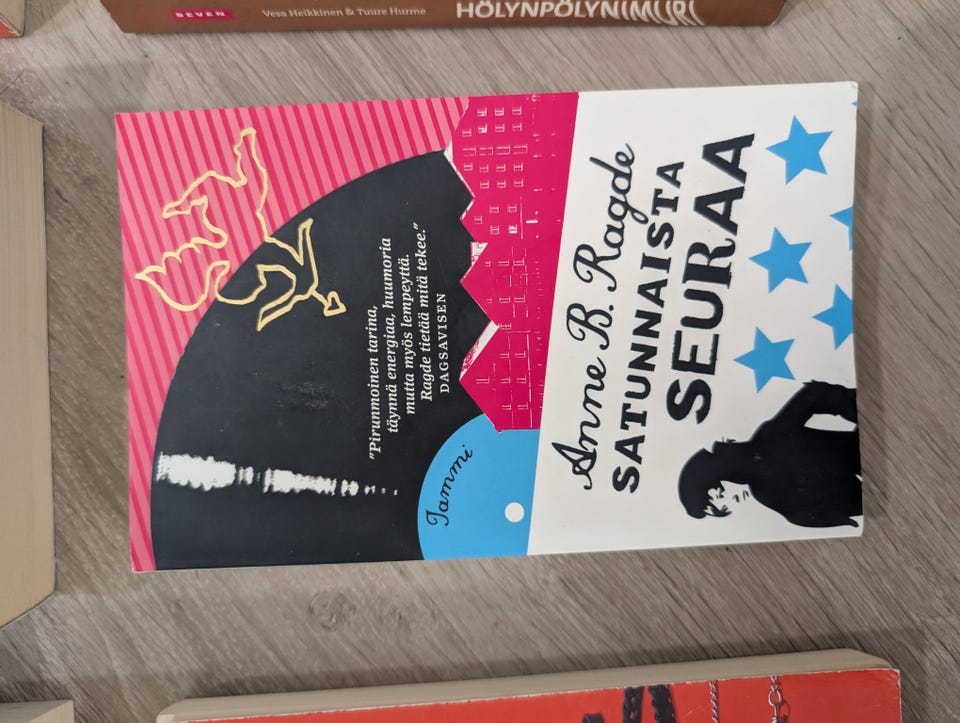 SEVEN
Vesa Heikkinen & Tuure Hurme
HÖLYNPÖLYNIMURI
"Pirunmoinen tarina,
täynnä energiaa, huumoria
mutta myös lempeyttä.
Ragde tietää mitä tekee."
DAGSAVISEN
Tammi
Anne B. Ragde
SATUNNAISTA
SEURAA